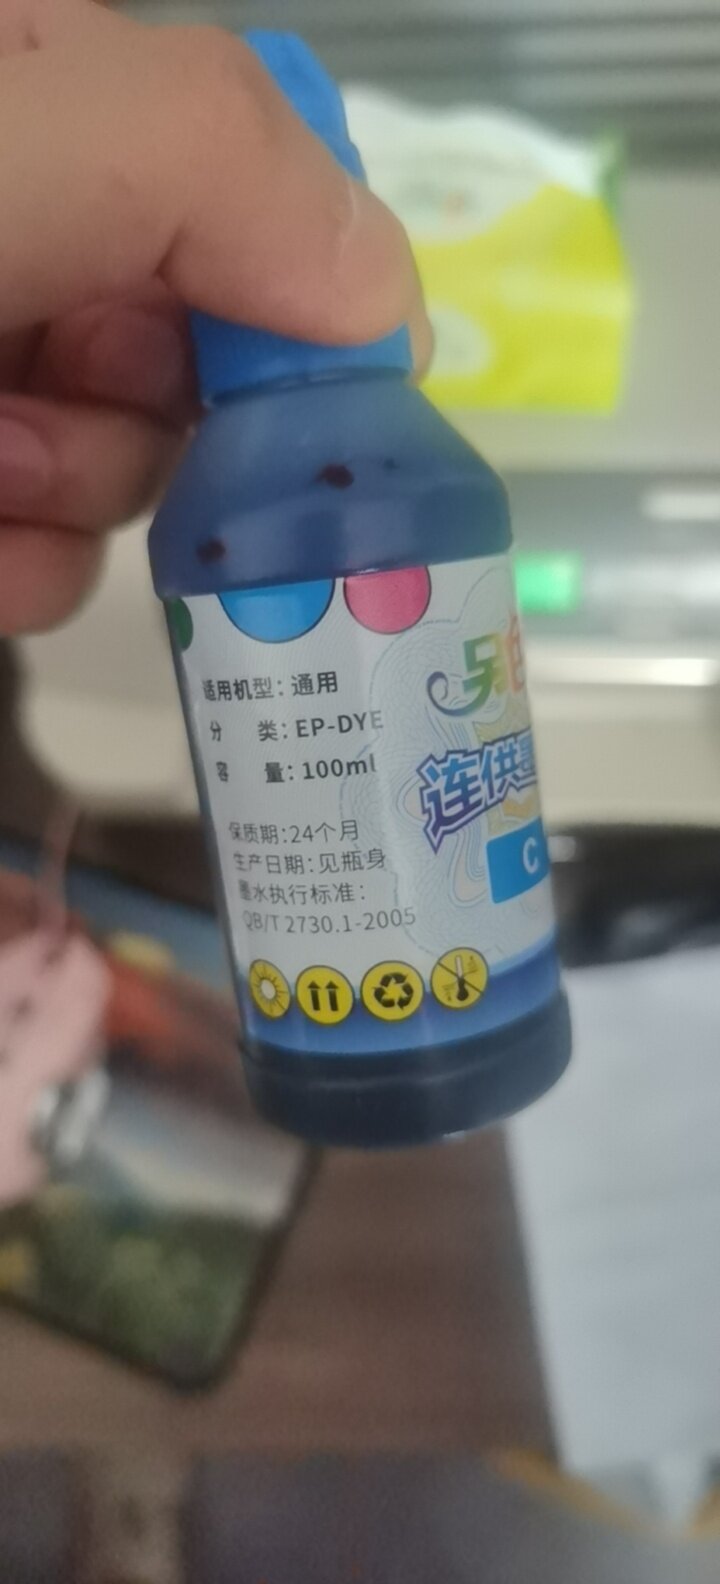 适用机型：通用
分 类：EP-DYE
容 量：100ml
保质期：24个月
生产日期：见瓶身
墨水执行标准：
QB/T 2730.1-2005
连供墨
C